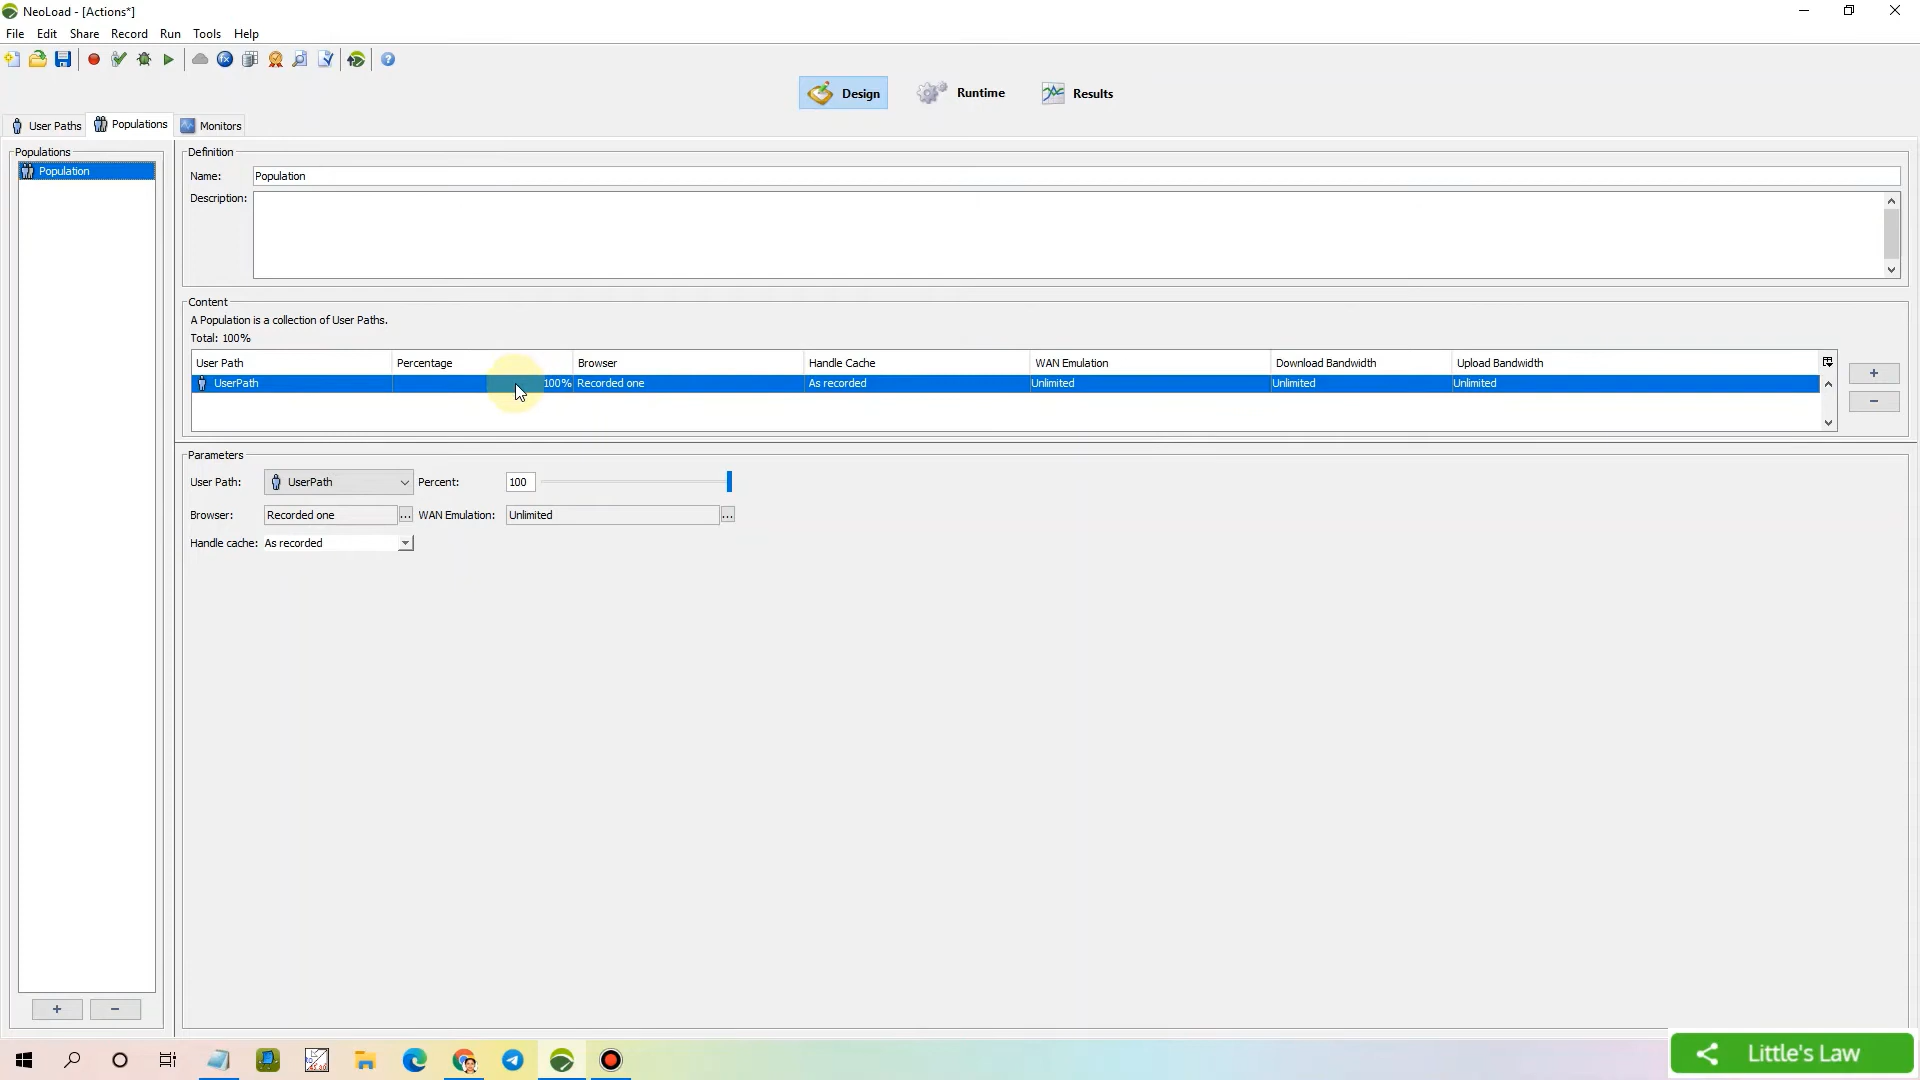 NeoLoad - [Actions*]
File Edit Share Record Run Tools Help
Design Runtime Results
User Paths Populations Monitors
Populations
Population
Definition
Name: Population
Description:
Content
A Population is a collection of User Paths.
Total: 100%
User Path Percentage Browser Handle Cache WAN Emulation Download Bandwidth Upload Bandwidth
UserPath 100% Recorded one As recorded Unlimited Unlimited Unlimited
Parameters
User Path: UserPath Percent: 100
Browser: Recorded one ... WAN Emulation: Unlimited ...
Handle cache: As recorded
Little's Law